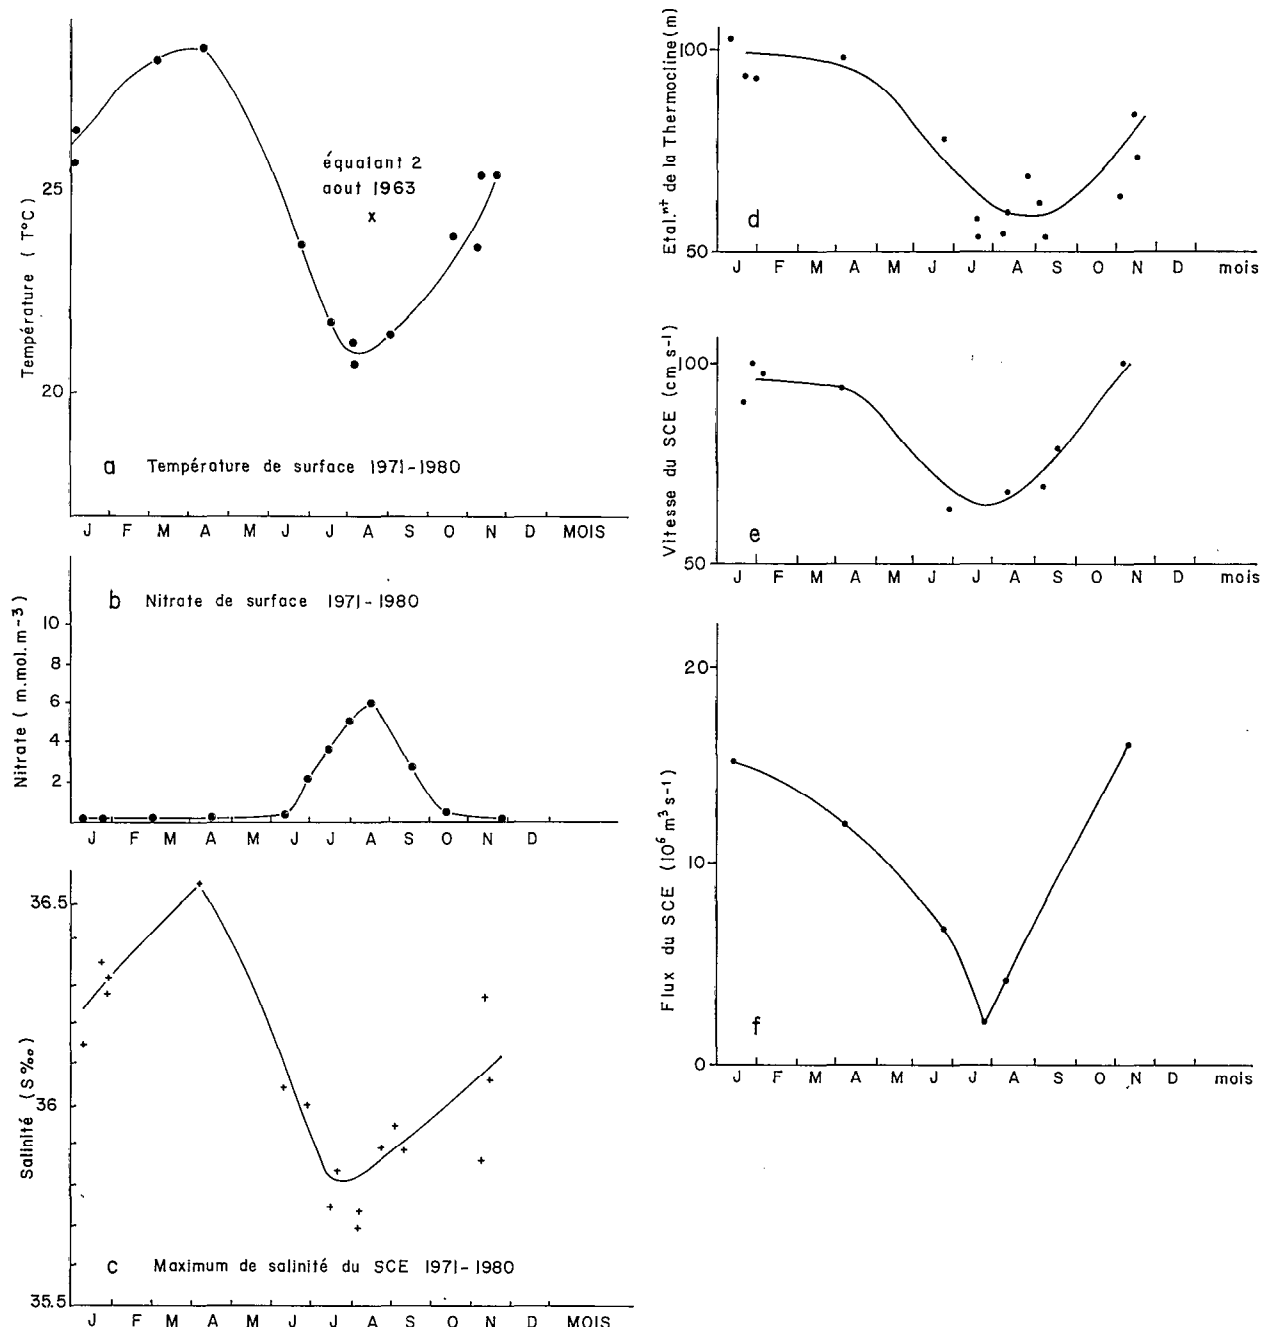 Température ( T°C )
25
20
équalant 2
aout 1963
x
a Température de surface 1971-1980
J F M A M J J A S O N D MOIS
Nitrate ( m.mol.m-3)
10
8
6
4
2
b Nitrate de surface 1971-1980
J F M A M J J A S O N D
Salinité (S‰)
36.5
36
35.5
c Maximum de salinité du SCE 1971-1980
J F M A M J J A S O N D MOIS
Etal.nt de la Thermocline (m)
100
50
d
J F M A M J J A S O N D mois
Vitesse du SCE (cm s-1)
100
50
e
J F M A M J J A S O N D mois
Flux du SCE (106 m3 s-1)
20
10
0
f
J F M A M J J A S O N D mois